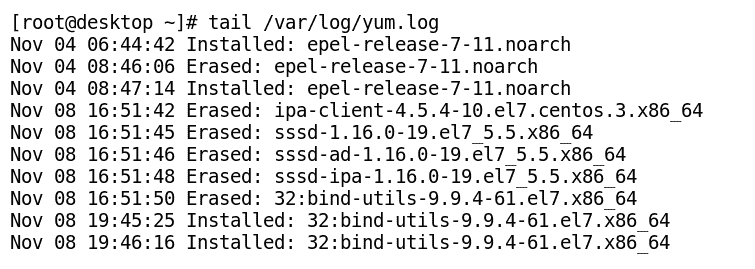 [root@desktop ~]# tail /var/log/yum.log
Nov 04 06:44:42 Installed: epel-release-7-11.noarch
Nov 04 08:46:06 Erased: epel-release-7-11.noarch
Nov 04 08:47:14 Installed: epel-release-7-11.noarch
Nov 08 16:51:42 Erased: ipa-client-4.5.4-10.el7.centos.3.x86_64
Nov 08 16:51:45 Erased: sssd-1.16.0-19.el7_5.5.x86_64
Nov 08 16:51:46 Erased: sssd-ad-1.16.0-19.el7_5.5.x86_64
Nov 08 16:51:48 Erased: sssd-ipa-1.16.0-19.el7_5.5.x86_64
Nov 08 16:51:50 Erased: 32:bind-utils-9.9.4-61.el7.x86_64
Nov 08 19:45:25 Installed: 32:bind-utils-9.9.4-61.el7.x86_64
Nov 08 19:46:16 Installed: 32:bind-utils-9.9.4-61.el7.x86_64